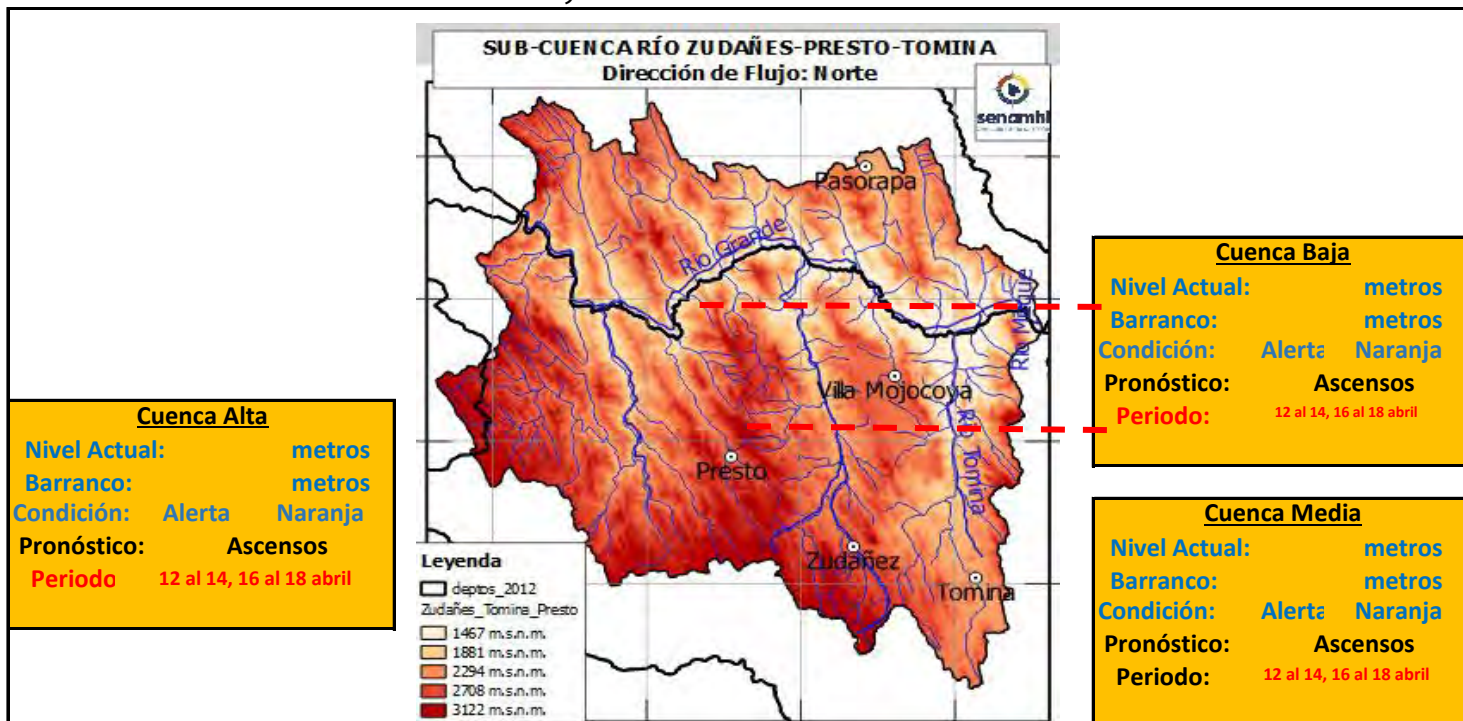 SUB-CUENCA RÍO ZUDAÑES-PRESTO-TOMINA
Dirección de Flujo: Norte
senamhi
Pasorapa
Río Grande
Río Mizque
Villa Mojocoya
Río Tomina
Presto
Zudañez
Tomina
Leyenda
deptos_2012
Zudañes_Tomina_Presto
1467 m.s.n.m.
1881 m.s.n.m.
2294 m.s.n.m.
2708 m.s.n.m.
3122 m.s.n.m.
Cuenca Alta
Nivel Actual: metros
Barranco: metros
Condición: Alerta Naranja
Pronóstico: Ascensos
Periodo 12 al 14, 16 al 18 abril
Cuenca Baja
Nivel Actual: metros
Barranco: metros
Condición: Alerta Naranja
Pronóstico: Ascensos
Periodo: 12 al 14, 16 al 18 abril
Cuenca Media
Nivel Actual: metros
Barranco: metros
Condición: Alerta Naranja
Pronóstico: Ascensos
Periodo: 12 al 14, 16 al 18 abril